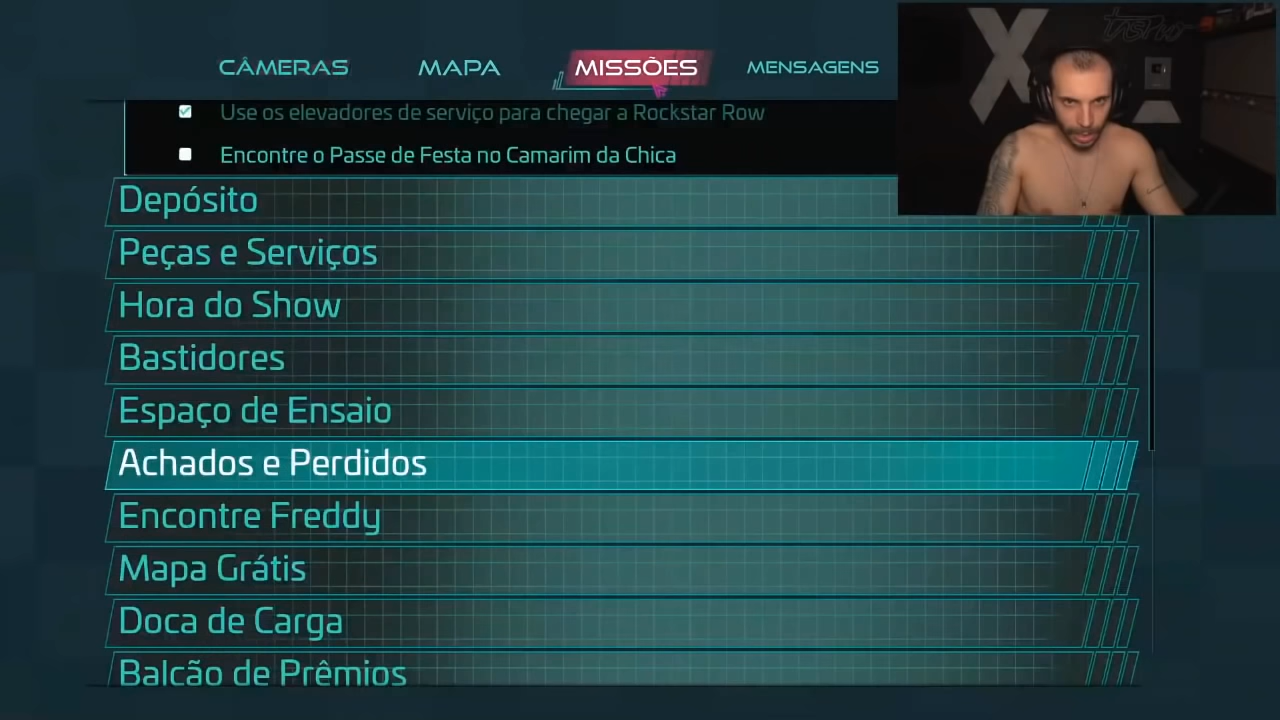 CÂMERAS MAPA MISSÕES MENSAGENS
Use os elevadores de serviço para chegar a Rockstar Row
Encontre o Passe de Festa no Camarim da Chica
Depósito
Peças e Serviços
Hora do Show
Bastidores
Espaço de Ensaio
Achados e Perdidos
Encontre Freddy
Mapa Grátis
Doca de Carga
Balcão de Prêmios